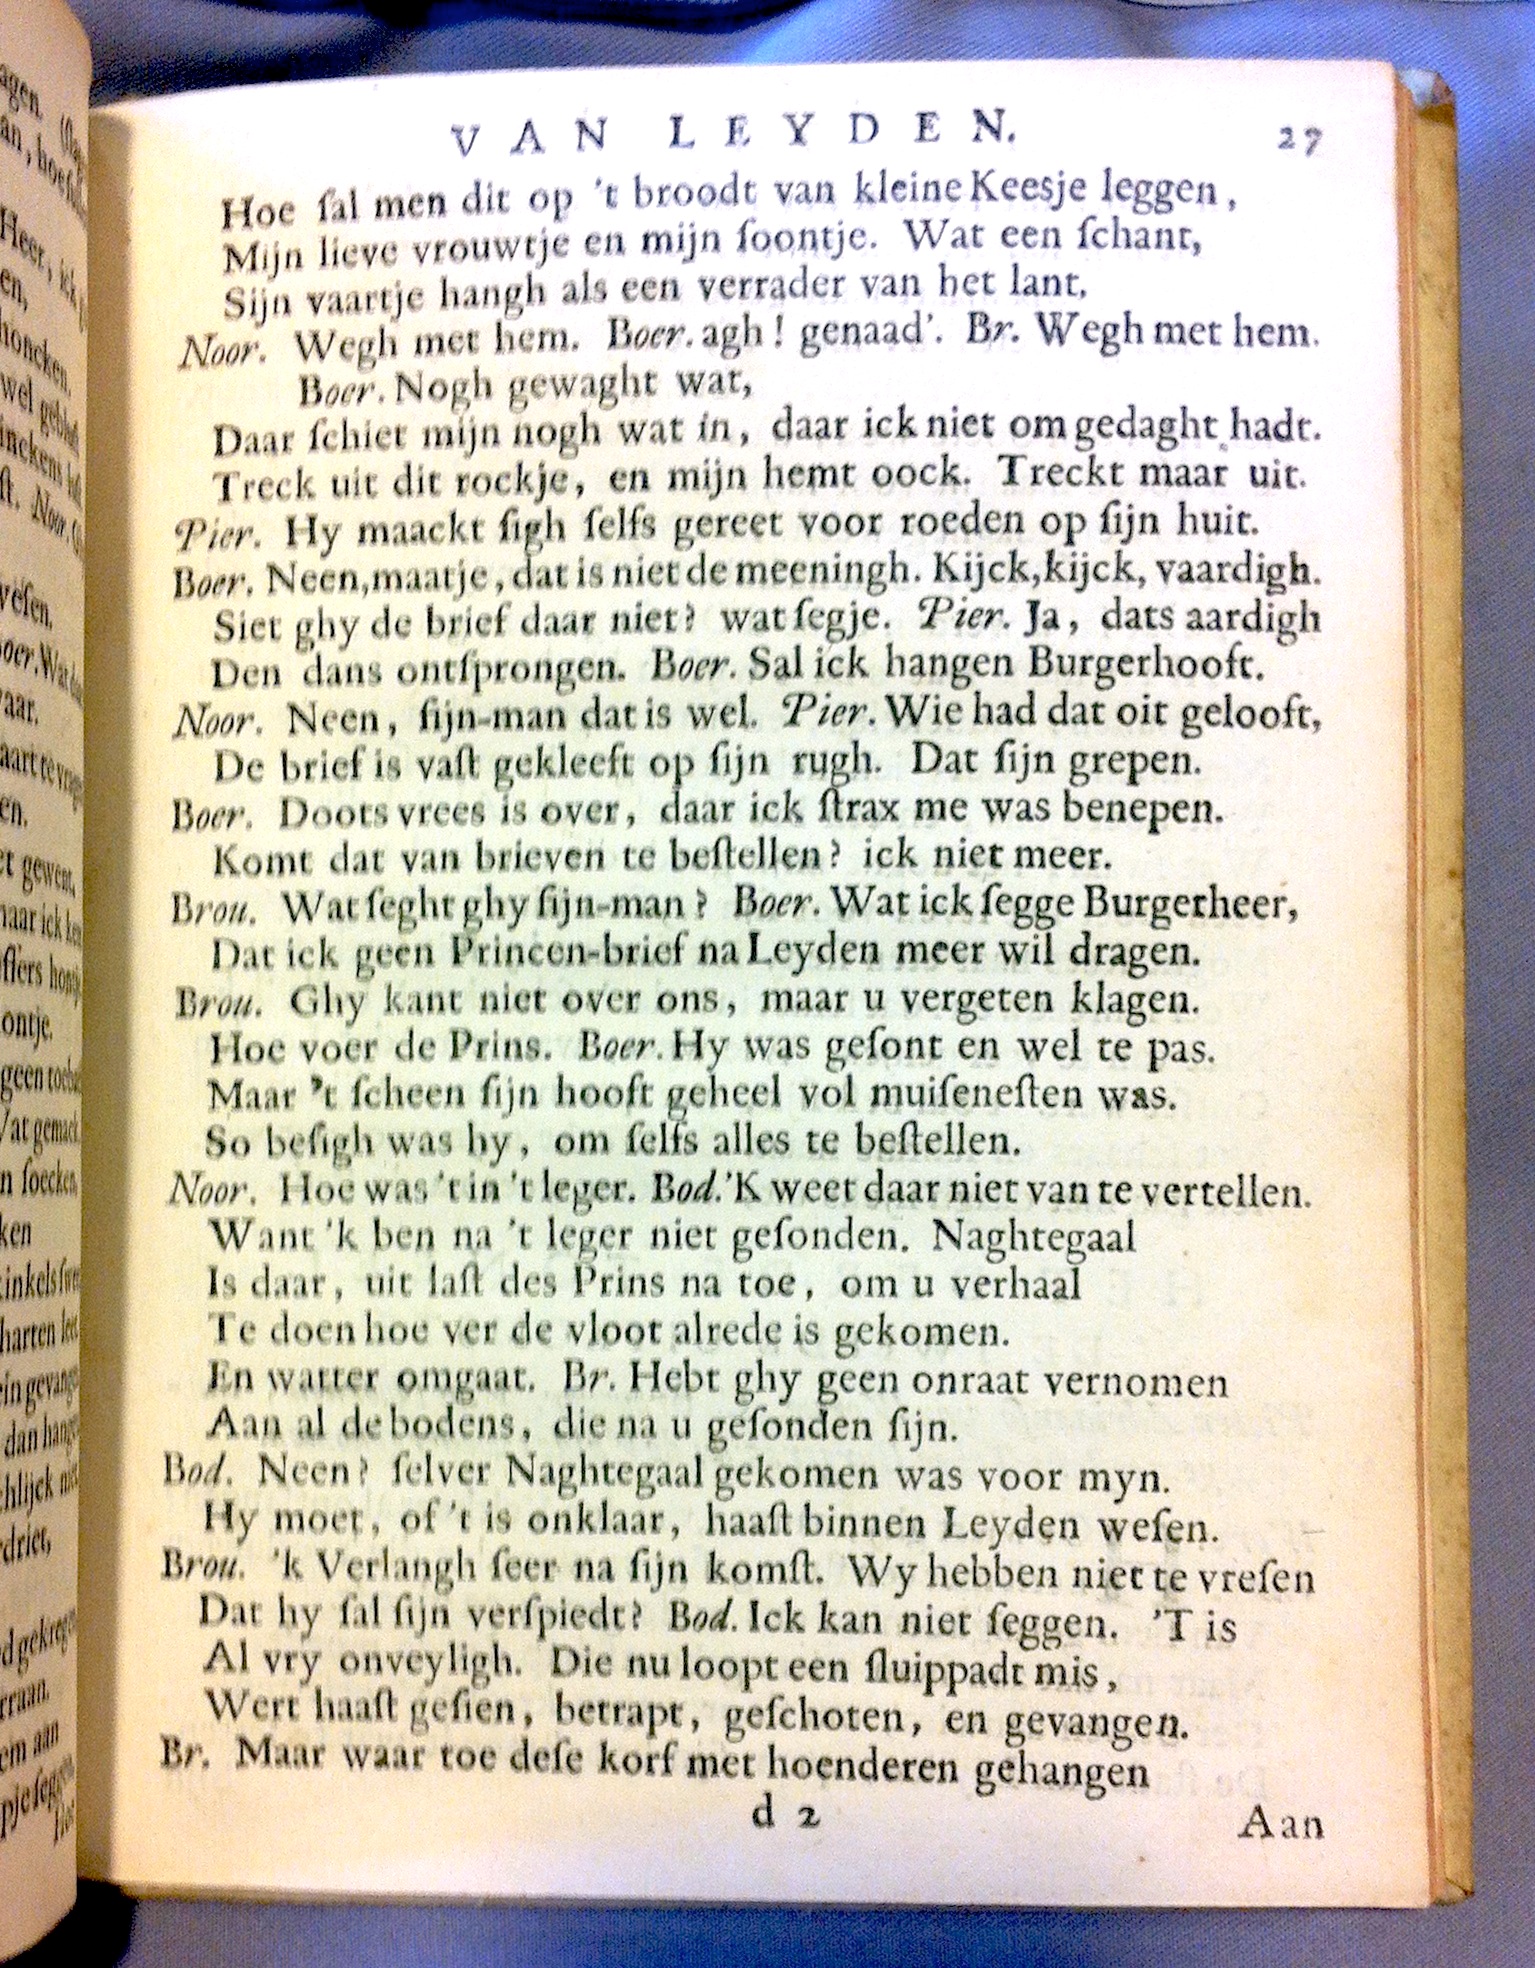 VAN LEYDEN. 27
Hoe ſal men dit op 't broodt van kleine Keesje leggen,
Mijn lieve vrouwtje en mijn ſoontje. Wat een ſchant,
Sijn vaartje hangh als een verrader van het lant.
Noor. Wegh met hem. Boer. agh! genaad'. Br. Wegh met hem.
Boer. Nogh gewaght wat,
Daar ſchiet mijn nogh wat in, daar ick niet om gedaght hadt.
Treck uit dit rockje, en mijn hemt oock. Treckt maar uit.
Pier. Hy maackt ſigh ſelfs gereet voor roeden op ſijn huit.
Boer. Neen, maatje, dat is niet de meeningh. Kijck, kijck, vaardigh.
Siet ghy de brief daar niet? wat ſegje. Pier. Ja, dats aardigh
Den dans ontſprongen. Boer. Sal ick hangen Burgerhooft.
Noor. Neen, ſijn-man dat is wel. Pier. Wie had dat oit gelooft,
De brief is vaſt gekleeft op ſijn rugh. Dat ſijn grepen.
Boer. Doots vrees is over, daar ick ſtrax me was benepen.
Komt dat van brieven te beſtellen? ick niet meer.
Brou. Wat ſeght ghy ſijn-man? Boer. Wat ick ſegge Burgerheer,
Dat ick geen Princen-brief na Leyden meer wil dragen.
Brou. Ghy kant niet over ons, maar u vergeten klagen.
Hoe voer de Prins. Boer. Hy was geſont en wel te pas.
Maar 't ſcheen ſijn hooft geheel vol muiſeneſten was.
So beſigh was hy, om ſelfs alles te beſtellen.
Noor. Hoe was 't in 't leger. Bod. 'K weet daar niet van te vertellen.
Want 'k ben na 't leger niet geſonden. Naghtegaal
Is daar, uit laſt des Prins na toe, om u verhaal
Te doen hoe ver de vloot alrede is gekomen.
En watter omgaat. Br. Hebt ghy geen onraat vernomen
Aan al de bodens, die na u geſonden ſijn.
Bod. Neen? ſelver Naghtegaal gekomen was voor myn.
Hy moet, of 't is onklaar, haaſt binnen Leyden weſen.
Brou. 'k Verlangh ſeer na ſijn komſt. Wy hebben niet te vreſen
Dat hy ſal ſijn verſpiedt? Bod. Ick kan niet ſeggen. 'T is
Al vry onveyligh. Die nu loopt een ſluippadt mis,
Wert haaſt geſien, betrapt, geſchoten, en gevangen.
Br. Maar waar toe deſe korf met hoenderen gehangen
d 2 Aan